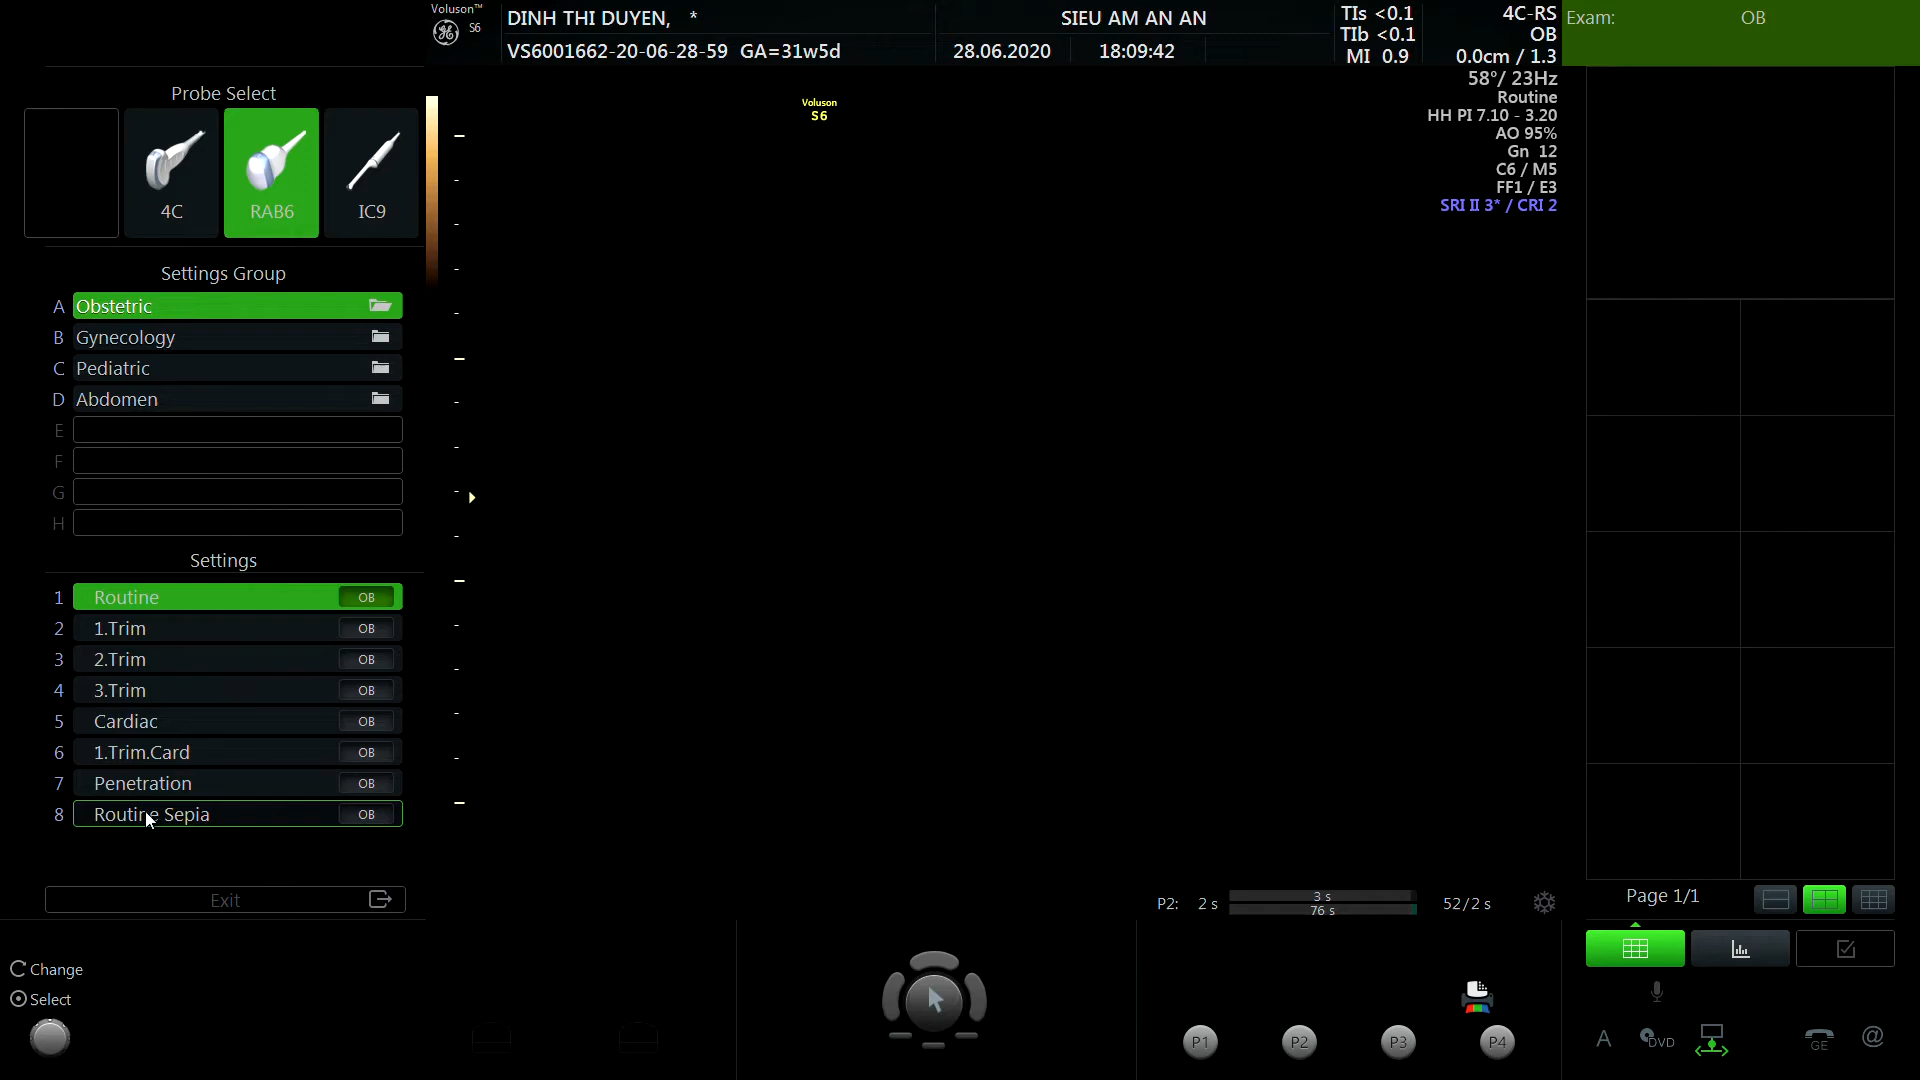 Voluson™
S6
DINH THI DUYEN,   *
VS6001662-20-06-28-59  GA=31w5d
SIEU AM AN AN
28.06.2020
18:09:42
TIs <0.1
TIb <0.1
MI  0.9
4C-RS
OB
0.0cm / 1.3
Exam:
OB
58°/ 23Hz
Routine
HH PI 7.10 - 3.20
AO 95%
Gn  12
C6 / M5
FF1 / E3
SRI II 3* / CRI 2
Voluson
S6
Probe Select
4C
RAB6
IC9
Settings Group
A Obstetric
B Gynecology
C Pediatric
D Abdomen
E
F
G
H
Settings
1 Routine OB
2 1.Trim OB
3 2.Trim OB
4 3.Trim OB
5 Cardiac OB
6 1.Trim.Card OB
7 Penetration OB
8 Routine Sepia OB
Exit
Change
Select
P2:   2 s
3 s
76 s
52/2 s
P1
P2
P3
P4
Page 1/1
A
DVD
GE
@